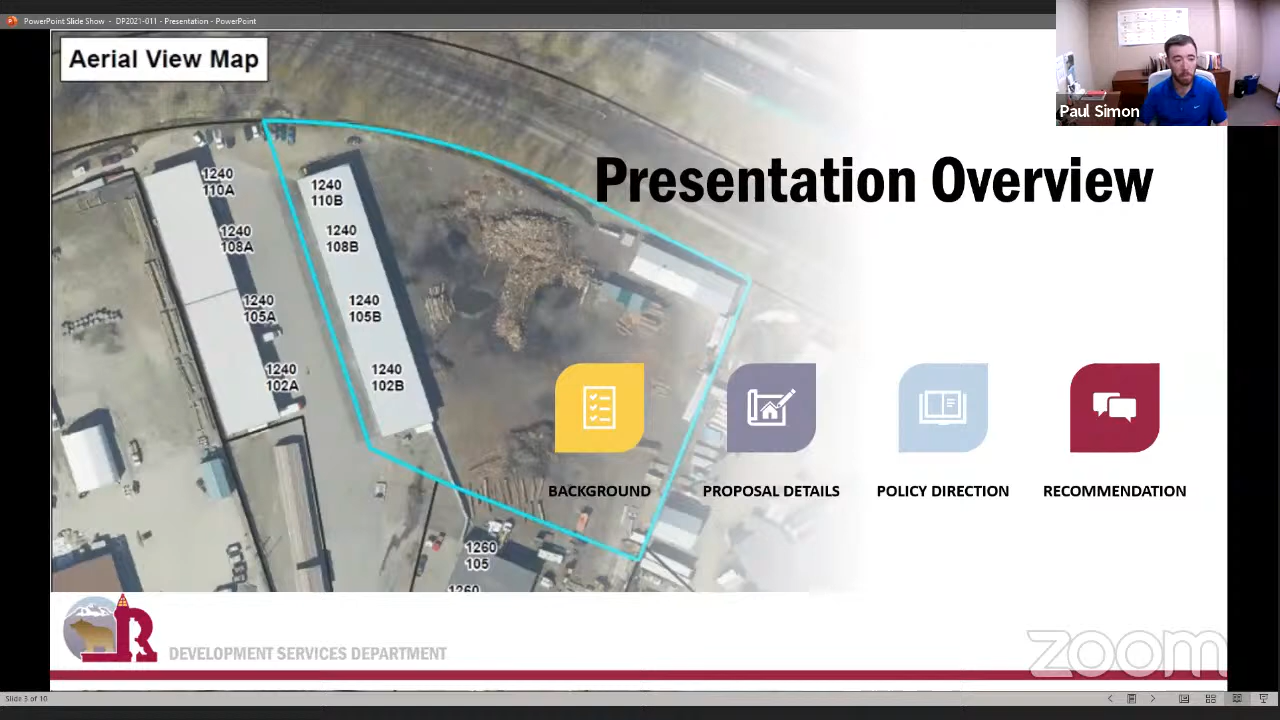 PowerPoint Slide Show - DP2021-011 - Presentation - PowerPoint
Aerial View Map
Paul Simon
Presentation Overview
1240
110A
1240
110B
1240
108A
1240
108B
1240
105A
1240
105B
1240
102A
1240
102B
1260
105
1260
BACKGROUND
PROPOSAL DETAILS
POLICY DIRECTION
RECOMMENDATION
R
DEVELOPMENT SERVICES DEPARTMENT
zoom
Slide 3 of 10